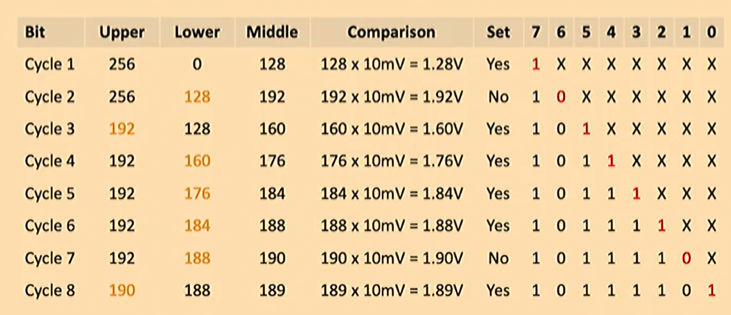 Bit Upper Lower Middle Comparison Set 7 6 5 4 3 2 1 0
Cycle 1 256 0 128 128 x 10mV = 1.28V Yes 1 X X X X X X X
Cycle 2 256 128 192 192 x 10mV = 1.92V No 1 0 X X X X X X
Cycle 3 192 128 160 160 x 10mV = 1.60V Yes 1 0 1 X X X X X
Cycle 4 192 160 176 176 x 10mV = 1.76V Yes 1 0 1 1 X X X X
Cycle 5 192 176 184 184 x 10mV = 1.84V Yes 1 0 1 1 1 X X X
Cycle 6 192 184 188 188 x 10mV = 1.88V Yes 1 0 1 1 1 1 X X
Cycle 7 192 188 190 190 x 10mV = 1.90V No 1 0 1 1 1 1 0 X
Cycle 8 190 188 189 189 x 10mV = 1.89V Yes 1 0 1 1 1 1 0 1